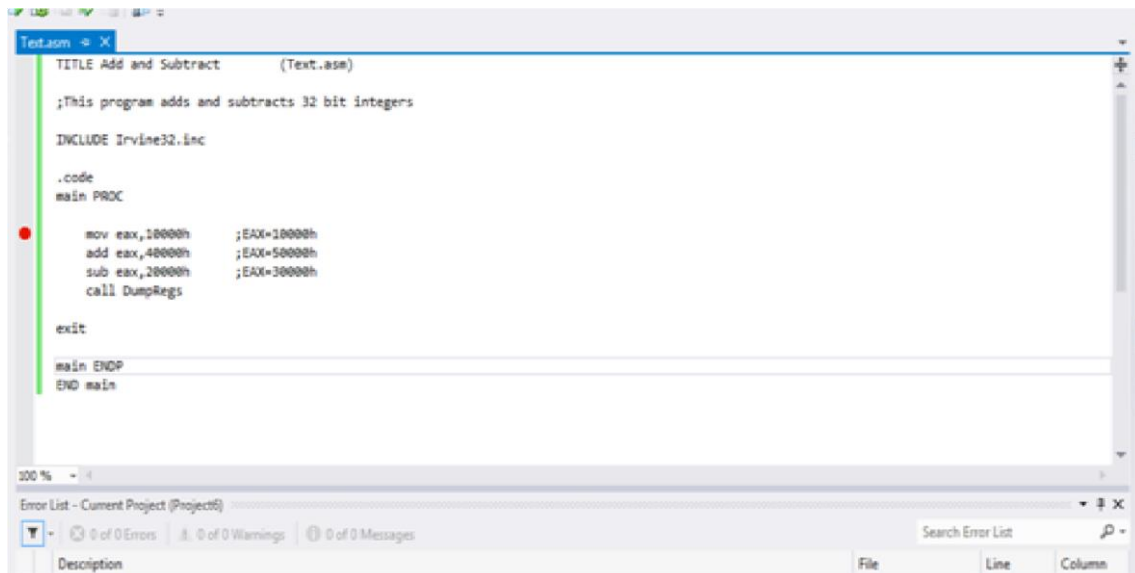 Text.asm
TITLE Add and Subtract (Text.asm)
;This program adds and subtracts 32 bit integers
INCLUDE Irvine32.inc
.code
main PROC
mov eax,10000h ;EAX=10000h
add eax,40000h ;EAX=50000h
sub eax,20000h ;EAX=30000h
call DumpRegs
exit
main ENDP
END main
100 %
Error List - Current Project (Project6)
0 of 0 Errors 0 of 0 Warnings 0 of 0 Messages Search Error List
Description File Line Column